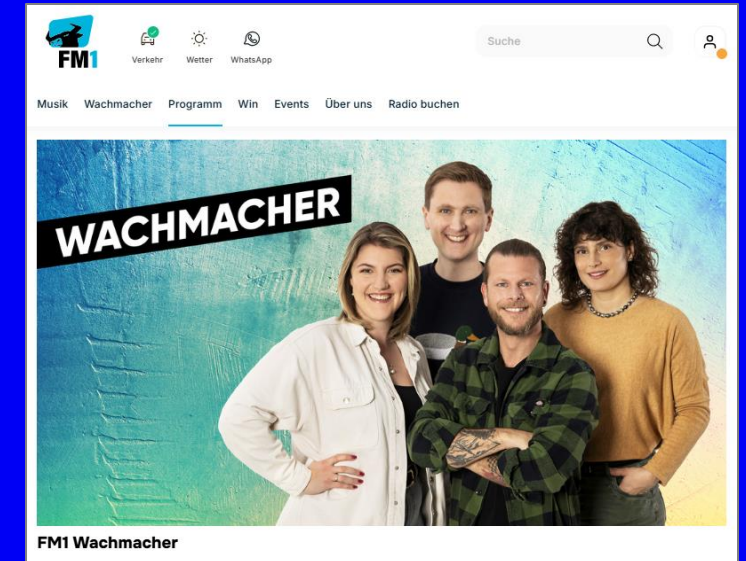 FM1
Verkehr
Wetter
WhatsApp
Suche
Musik Wachmacher Programm Win Events Über uns Radio buchen
WACHMACHER
FM1 Wachmacher